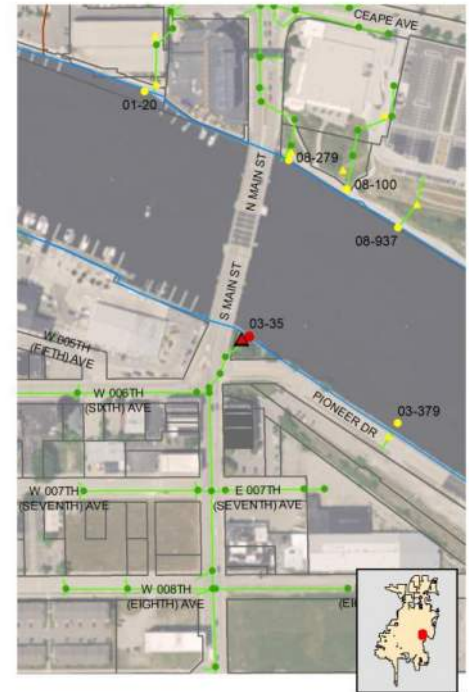 CEAPE AVE
01-20
N MAIN ST
08-279
08-100
08-937
S MAIN ST
03-35
W 005TH
(FIFTH) AVE
W 006TH
(SIXTH) AVE
PIONEER DR
03-379
W 007TH
(SEVENTH) AVE
E 007TH
(SEVENTH) AVE
W 008TH
(EIGHTH) AVE